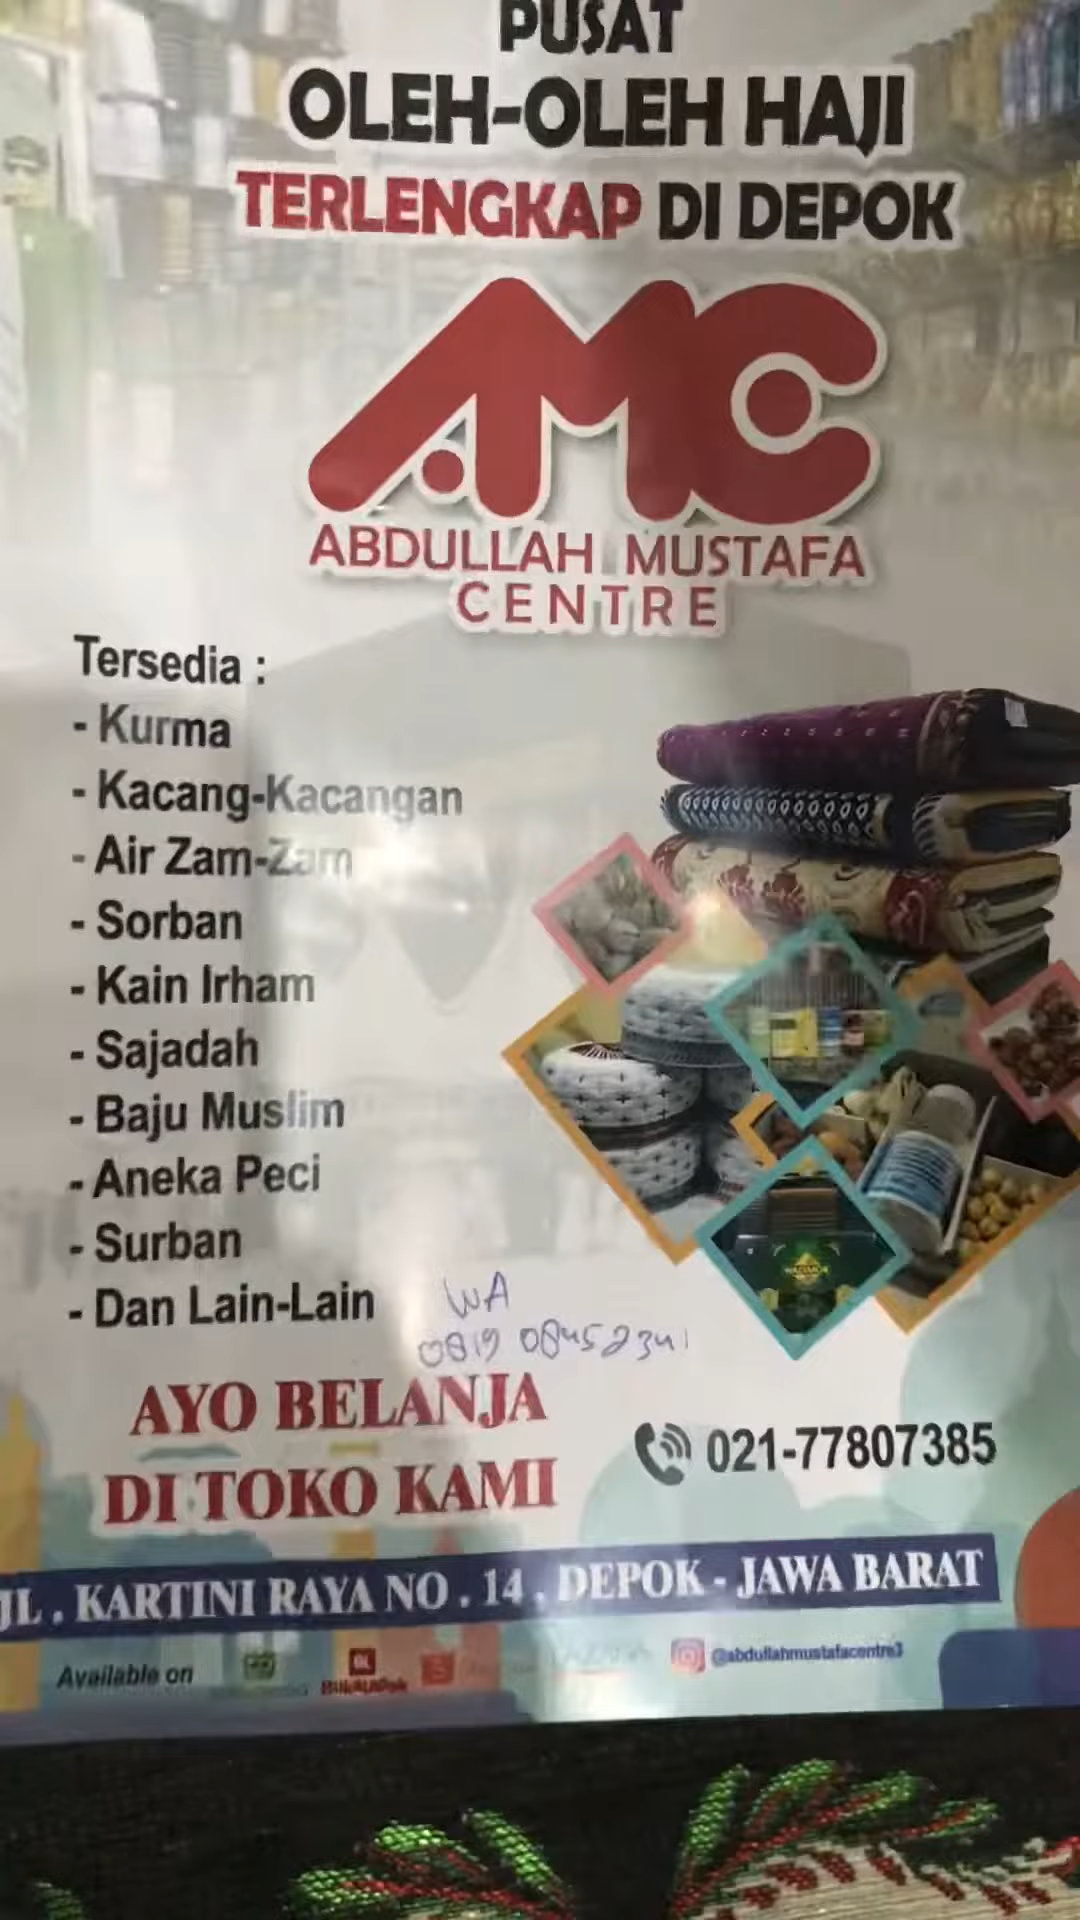 PUSAT
OLEH-OLEH HAJI
TERLENGKAP DI DEPOK
AMC
ABDULLAH MUSTAFA
CENTRE
Tersedia :
- Kurma
- Kacang-Kacangan
- Air Zam-Zam
- Sorban
- Kain Irham
- Sajadah
- Baju Muslim
- Aneka Peci
- Surban
- Dan Lain-Lain
WA
0819 08452341
AYO BELANJA
DI TOKO KAMI
021-77807385
JL . KARTINI RAYA NO . 14 . DEPOK - JAWA BARAT
Available on
BukaLapak
@abdullahmustafacentre3